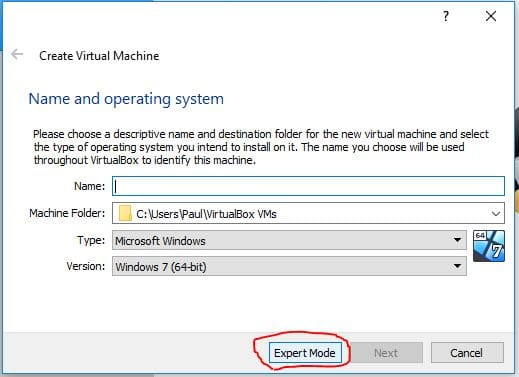 ?
Create Virtual Machine
Name and operating system
Please choose a descriptive name and destination folder for the new virtual machine and select
the type of operating system you intend to install on it. The name you choose will be used
throughout VirtualBox to identify this machine.
Name:
Machine Folder: C:\Users\Paul\VirtualBox VMs
Type: Microsoft Windows 64
Version: Windows 7 (64-bit) 7
Expert Mode Next Cancel